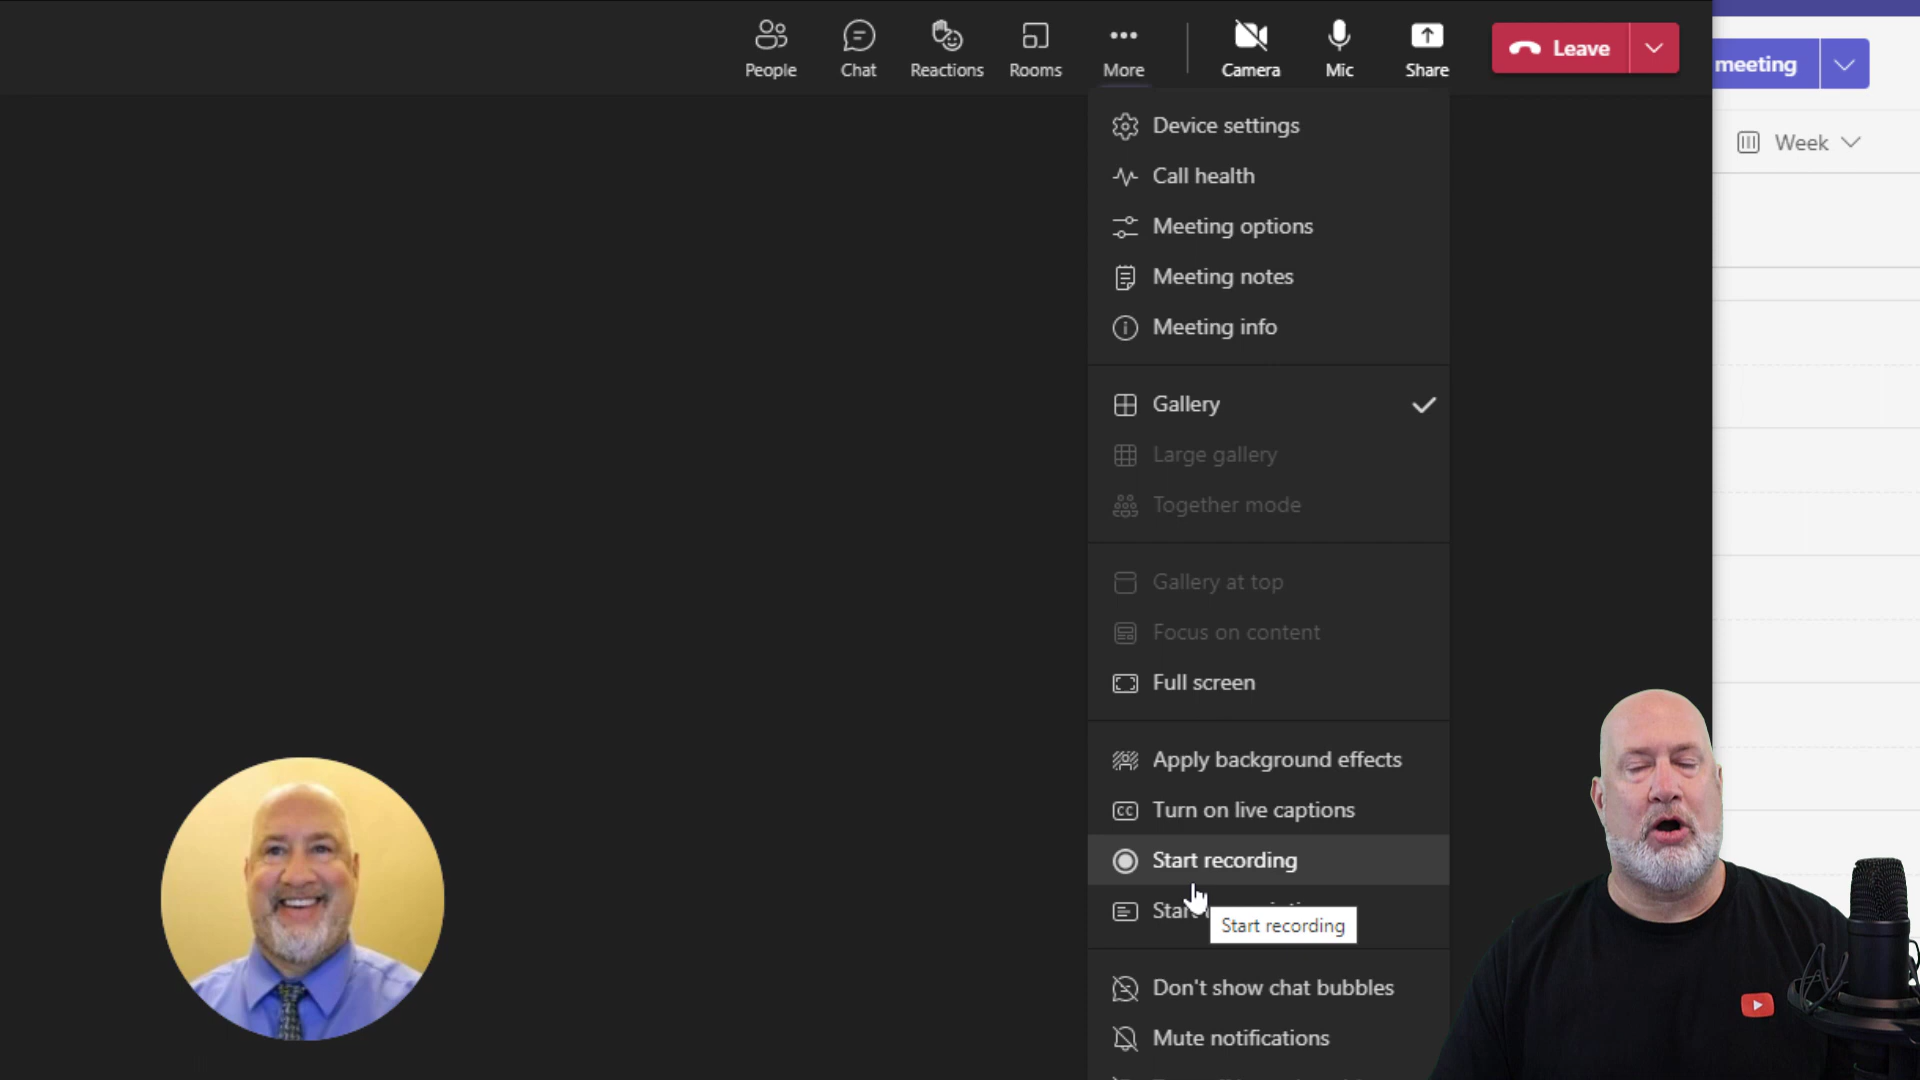 People
Chat
Reactions
Rooms
More
Camera
Mic
Share
Leave
meeting
Week
Device settings
Call health
Meeting options
Meeting notes
Meeting info
Gallery
Large gallery
Together mode
Gallery at top
Focus on content
Full screen
Apply background effects
CC Turn on live captions
Start recording
Start recording
Don't show chat bubbles
Mute notifications